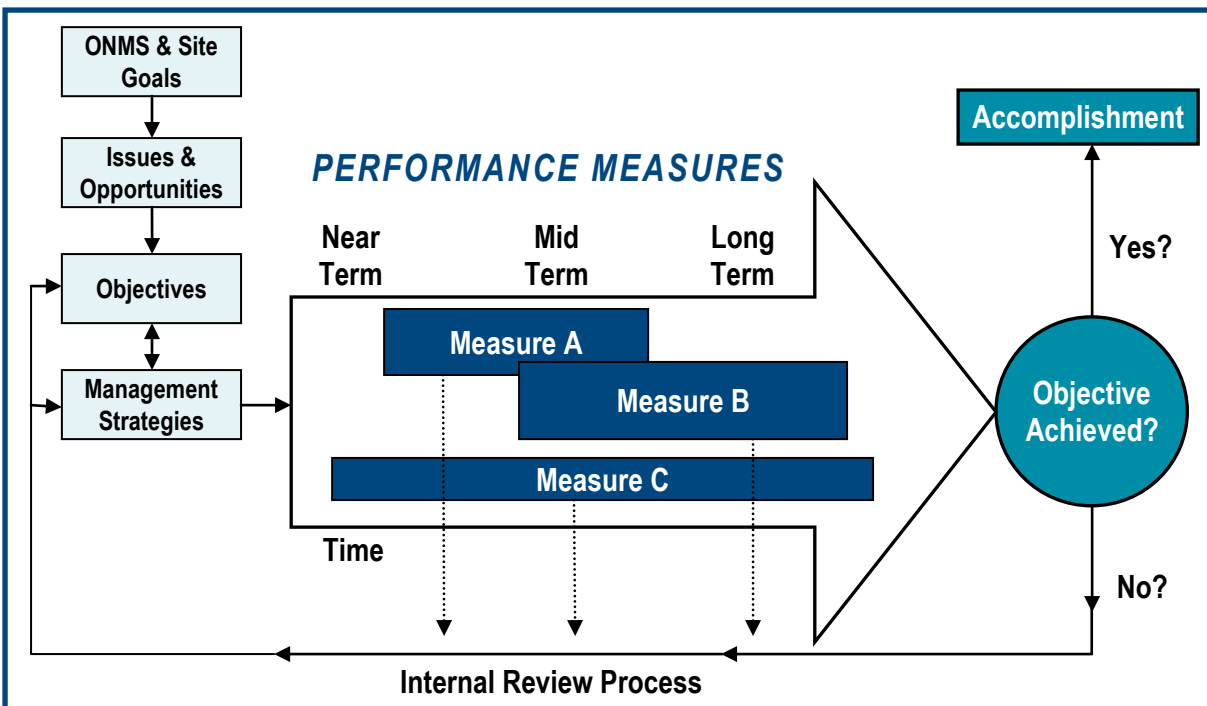 ONMS & Site
Goals
Issues &
Opportunities
Objectives
Management
Strategies
PERFORMANCE MEASURES
Near
Term
Mid
Term
Long
Term
Measure A
Measure B
Measure C
Time
Internal Review Process
Accomplishment
Yes?
Objective
Achieved?
No?